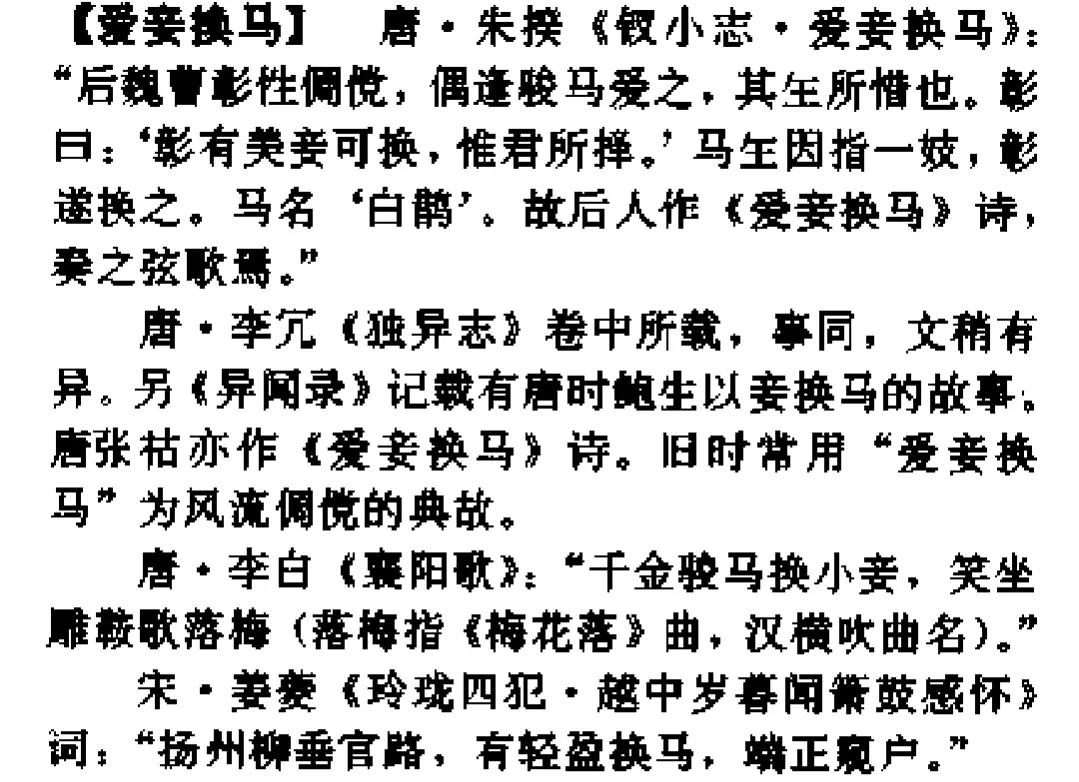 【爱妾换马】 唐·朱揆《钗小志·爱妾换马》：
“后魏曹彰性倜傥，偶逢骏马爱之，其主所惜也。彰
曰：‘彰有美妾可换，惟君所择。’马主因指一妓，彰
遂换之。马名‘白鹘’。故后人作《爱妾换马》诗，
奏之弦歌焉。”
唐·李冗《独异志》卷中所载，事同，文稍有
异。另《异闻录》记载有唐时鲍生以妾换马的故事。
唐张祜亦作《爱妾换马》诗。旧时常用“爱妾换
马”为风流倜傥的典故。
唐·李白《襄阳歌》：“千金骏马换小妾，笑坐
雕鞍歌落梅（落梅指《梅花落》曲，汉横吹曲名）。”
宋·姜夔《玲珑四犯·越中岁暮闻箫鼓感怀》
词：“扬州柳垂官路，有轻盈换马，端正窥户。”